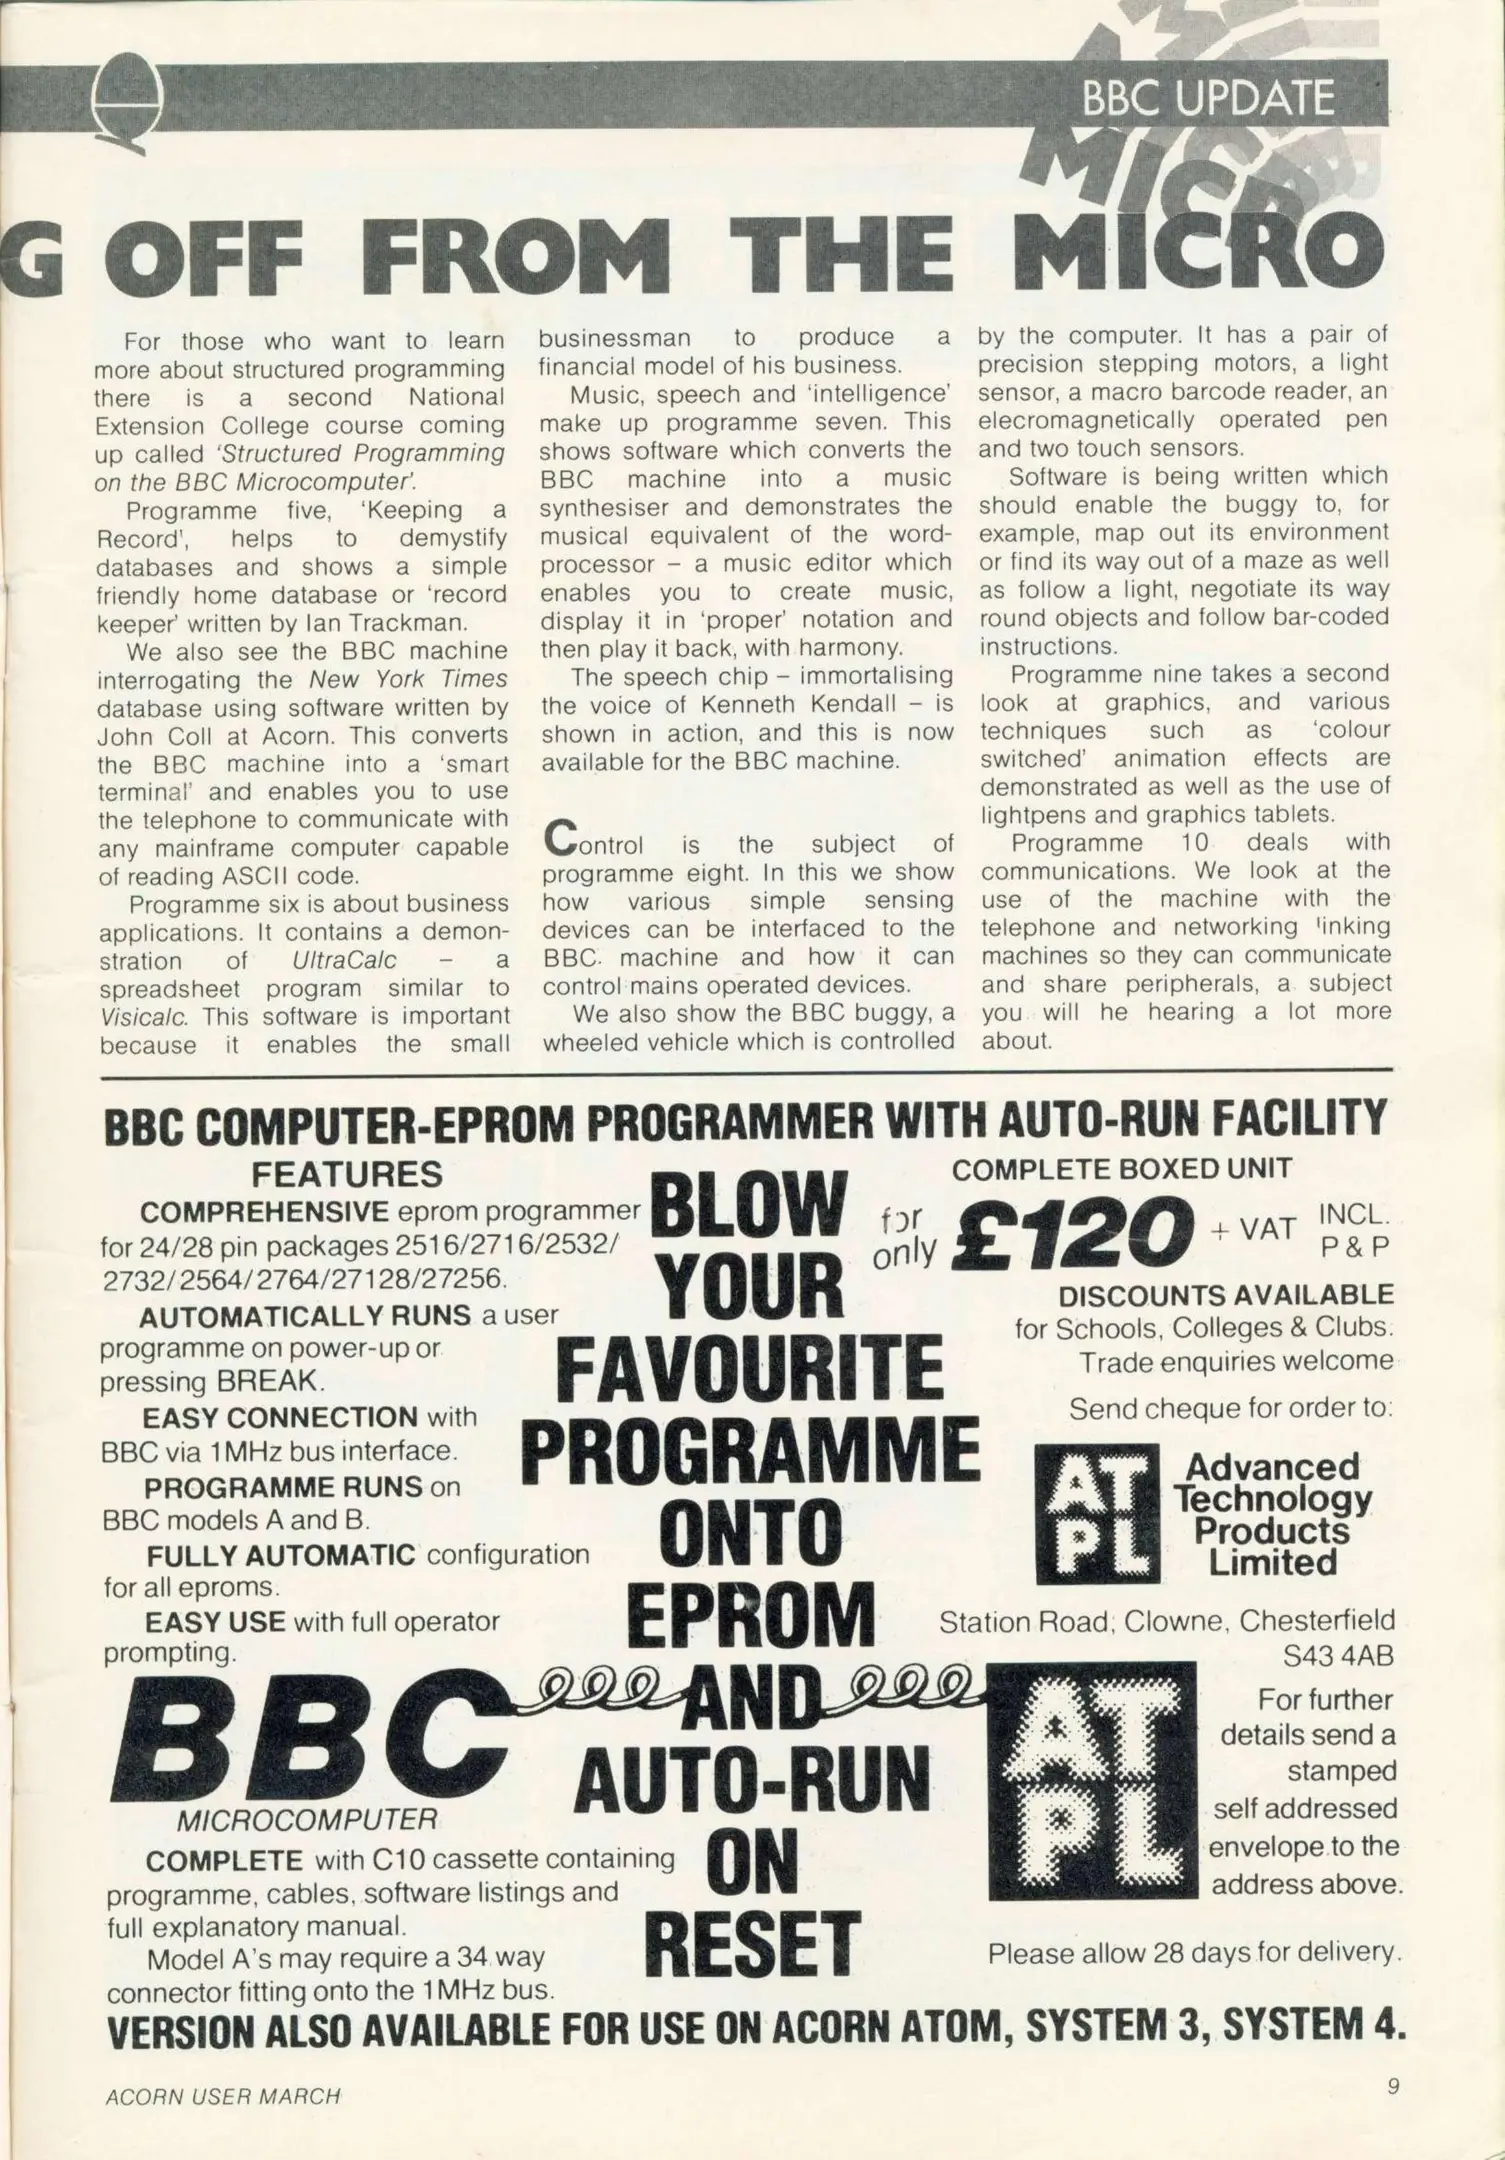 BBC UPDATE
MICRO
G OFF FROM THE MICRO
For those who want to learn
more about structured programming
there is a second National
Extension College course coming
up called 'Structured Programming
on the BBC Microcomputer'.
Programme five, 'Keeping a
Record', helps to demystify
databases and shows a simple
friendly home database or 'record
keeper' written by Ian Trackman.
We also see the BBC machine
interrogating the New York Times
database using software written by
John Coll at Acorn. This converts
the BBC machine into a 'smart
terminal' and enables you to use
the telephone to communicate with
any mainframe computer capable
of reading ASCII code.
Programme six is about business
applications. It contains a demon-
stration of UltraCalc – a
spreadsheet program similar to
Visicalc. This software is important
because it enables the small
businessman to produce a
financial model of his business.
Music, speech and 'intelligence'
make up programme seven. This
shows software which converts the
BBC machine into a music
synthesiser and demonstrates the
musical equivalent of the word-
processor – a music editor which
enables you to create music,
display it in 'proper' notation and
then play it back, with harmony.
The speech chip – immortalising
the voice of Kenneth Kendall – is
shown in action, and this is now
available for the BBC machine.
Control is the subject of
programme eight. In this we show
how various simple sensing
devices can be interfaced to the
BBC machine and how it can
control mains operated devices.
We also show the BBC buggy, a
wheeled vehicle which is controlled
by the computer. It has a pair of
precision stepping motors, a light
sensor, a macro barcode reader, an
elecromagnetically operated pen
and two touch sensors.
Software is being written which
should enable the buggy to, for
example, map out its environment
or find its way out of a maze as well
as follow a light, negotiate its way
round objects and follow bar-coded
instructions.
Programme nine takes a second
look at graphics, and various
techniques such as 'colour
switched' animation effects are
demonstrated as well as the use of
lightpens and graphics tablets.
Programme 10 deals with
communications. We look at the
use of the machine with the
telephone and networking linking
machines so they can communicate
and share peripherals, a subject
you will he hearing a lot more
about.
BBC COMPUTER-EPROM PROGRAMMER WITH AUTO-RUN FACILITY
FEATURES
COMPREHENSIVE eprom programmer
for 24/28 pin packages 2516/2716/2532/
2732/2564/2764/27128/27256.
AUTOMATICALLY RUNS a user
programme on power-up or
pressing BREAK.
EASY CONNECTION with
BBC via 1MHz bus interface.
PROGRAMME RUNS on
BBC models A and B.
FULLY AUTOMATIC configuration
for all eproms.
EASY USE with full operator
prompting.
BBC
MICROCOMPUTER
COMPLETE with C10 cassette containing
programme, cables, software listings and
full explanatory manual.
Model A's may require a 34 way
connector fitting onto the 1MHz bus.
BLOW
YOUR
FAVOURITE
PROGRAMME
ONTO
EPROM
AND
AUTO-RUN
ON
RESET
COMPLETE BOXED UNIT
for
only £120 + VAT INCL.
P & P
DISCOUNTS AVAILABLE
for Schools, Colleges & Clubs.
Trade enquiries welcome
Send cheque for order to:
AT
PL
Advanced
Technology
Products
Limited
Station Road, Clowne, Chesterfield
S43 4AB
AT
PL
For further
details send a
stamped
self addressed
envelope to the
address above.
Please allow 28 days for delivery.
VERSION ALSO AVAILABLE FOR USE ON ACORN ATOM, SYSTEM 3, SYSTEM 4.
ACORN USER MARCH
9